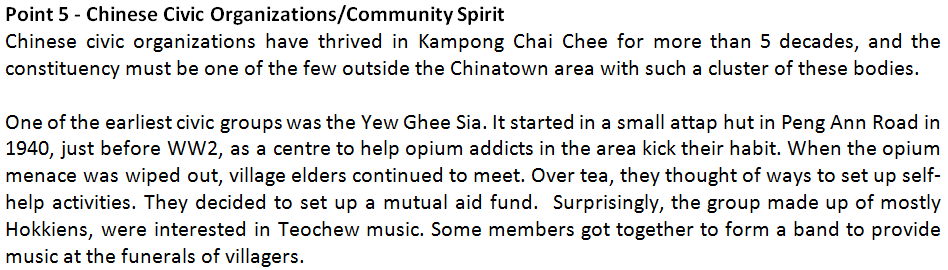 Point 5 - Chinese Civic Organizations/Community Spirit
Chinese civic organizations have thrived in Kampong Chai Chee for more than 5 decades, and the
constituency must be one of the few outside the Chinatown area with such a cluster of these bodies.
One of the earliest civic groups was the Yew Ghee Sia. It started in a small attap hut in Peng Ann Road in
1940, just before WW2, as a centre to help opium addicts in the area kick their habit. When the opium
menace was wiped out, village elders continued to meet. Over tea, they thought of ways to set up self-
help activities. They decided to set up a mutual aid fund.  Surprisingly, the group made up of mostly
Hokkiens, were interested in Teochew music. Some members got together to form a band to provide
music at the funerals of villagers.